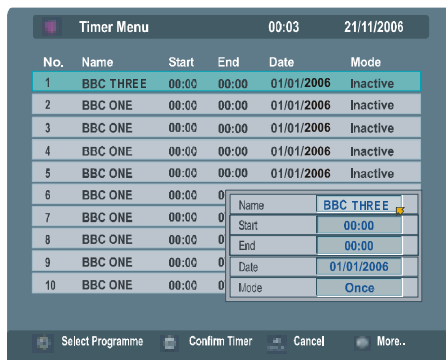 Timer Menu 00:03 21/11/2006
No. Name Start End Date Mode
1 BBC THREE 00:00 00:00 01/01/2006 Inactive
2 BBC ONE 00:00 00:00 01/01/2006 Inactive
3 BBC ONE 00:00 00:00 01/01/2006 Inactive
4 BBC ONE 00:00 00:00 01/01/2006 Inactive
5 BBC ONE 00:00 00:00 01/01/2006 Inactive
6 BBC ONE 00:00 0
7 BBC ONE 00:00 0
8 BBC ONE 00:00 0
9 BBC ONE 00:00 0
10 BBC ONE 00:00 0
Name BBC THREE
Start 00:00
End 00:00
Date 01/01/2006
Mode Once
Select Programme Confirm Timer Cancel More..